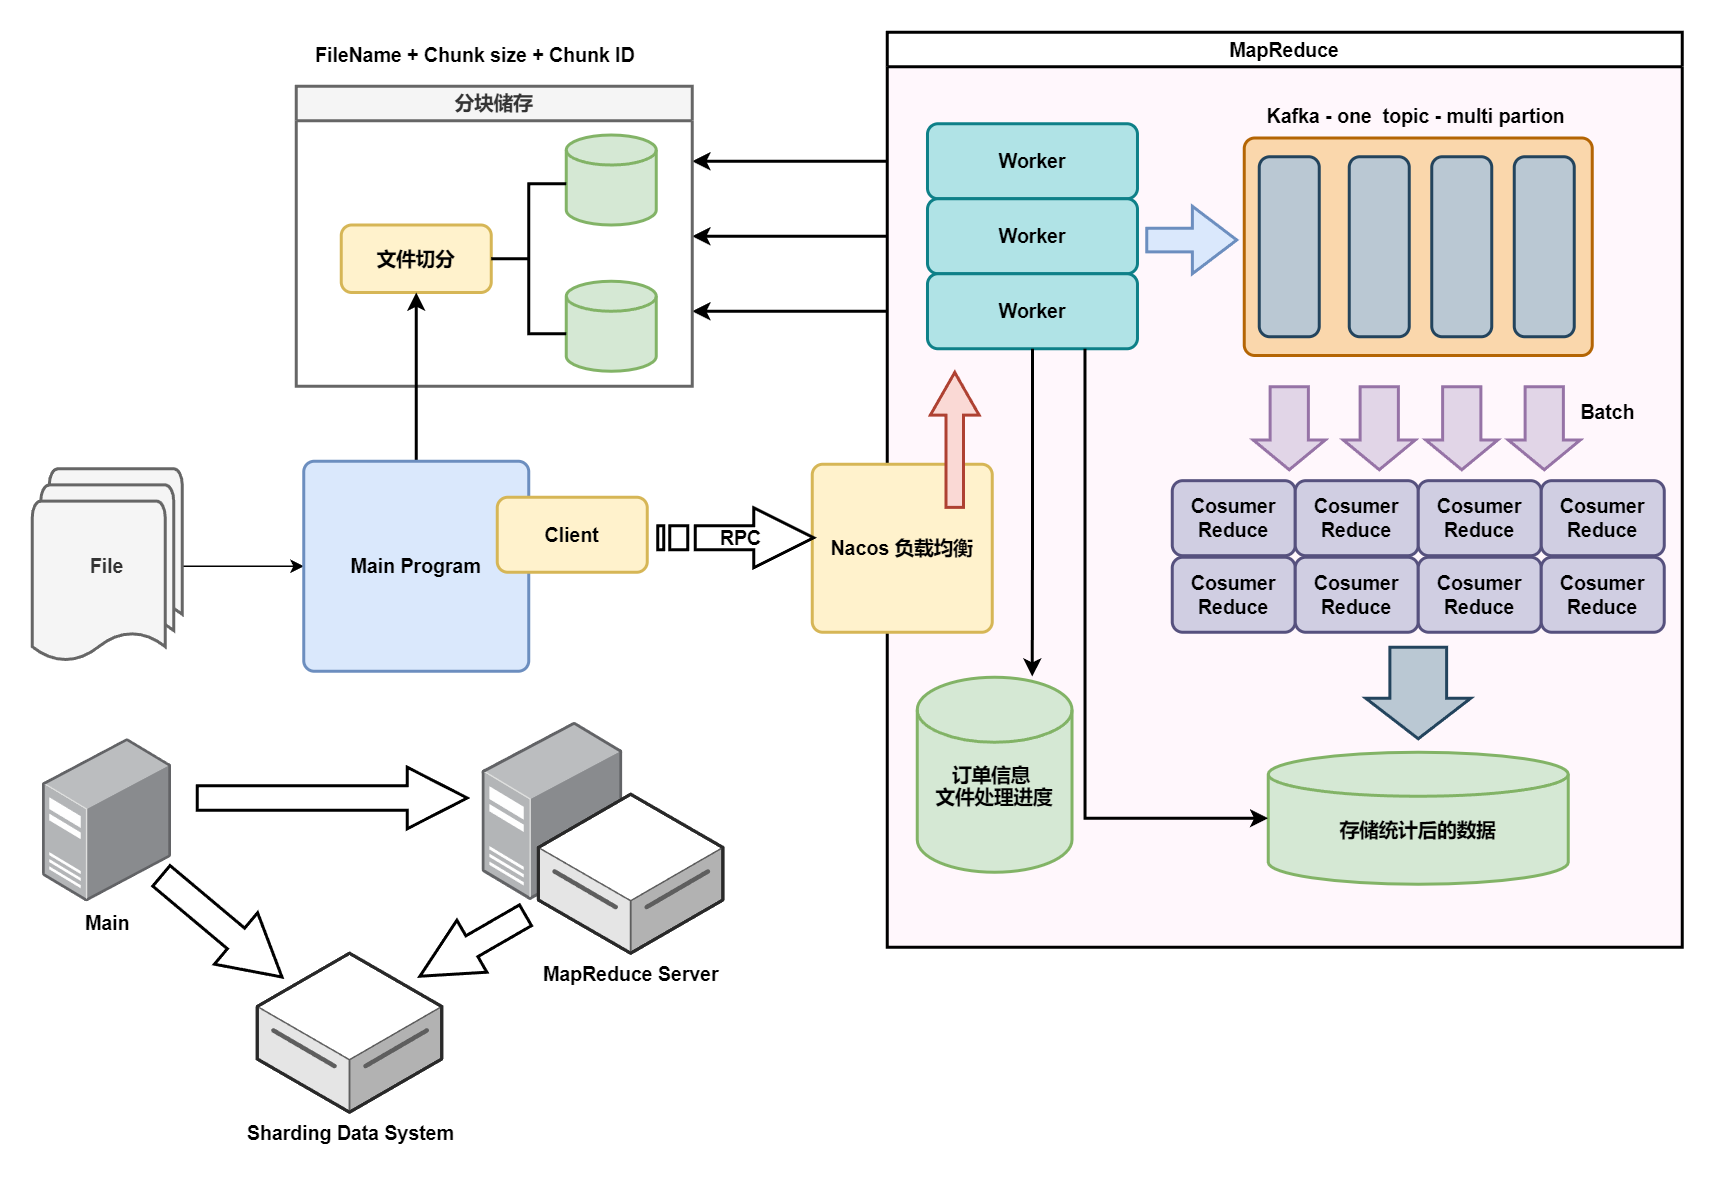 FileName + Chunk size + Chunk ID
分块储存
文件切分
File
Main Program
Client
RPC
Nacos 负载均衡
MapReduce
Worker
Worker
Worker
Kafka - one  topic - multi partion
Batch
Cosumer
Reduce
Cosumer
Reduce
Cosumer
Reduce
Cosumer
Reduce
Cosumer
Reduce
Cosumer
Reduce
Cosumer
Reduce
Cosumer
Reduce
订单信息
文件处理进度
存储统计后的数据
Main
MapReduce Server
Sharding Data System